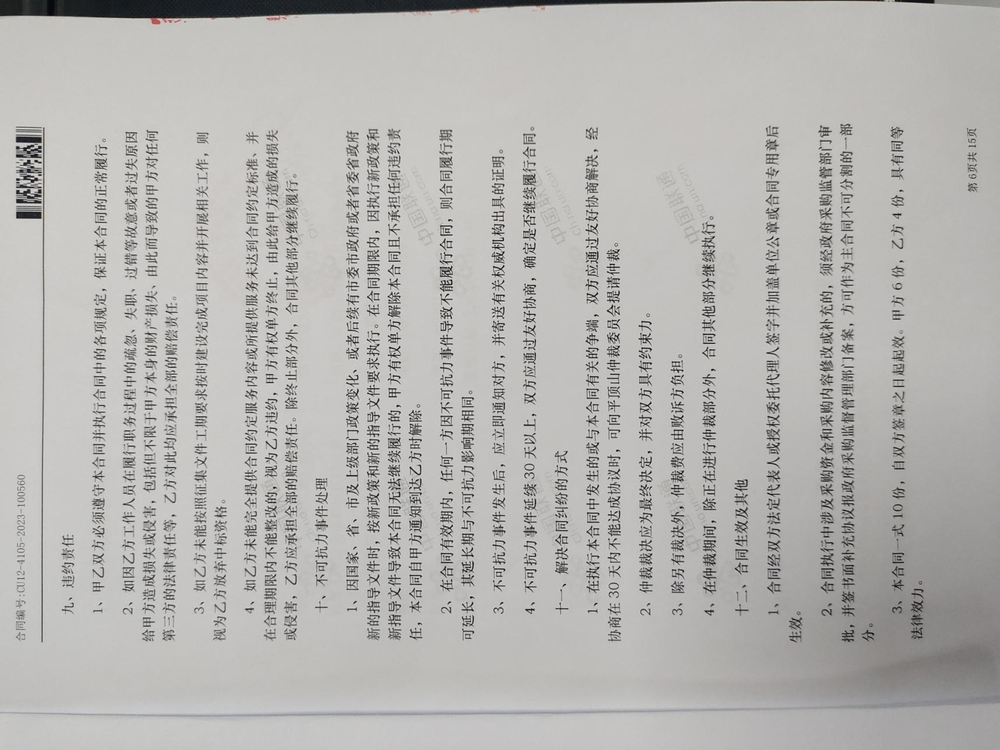 合同编号:CU12-4105-2023-100560
九、违约责任
1、甲乙双方必须遵守本合同并执行合同中的各项规定，保证本合同的正常履行。
2、如因乙方工作人员在履行职务过程中的疏忽、失职、过错等故意或者过失原因
给甲方造成损失或侵害，包括但不限于甲方本身的财产损失、由此而导致的甲方对任何
第三方的法律责任等，乙方对此均应承担全部的赔偿责任。
3、如乙方未能按照征集文件工期要求按时建设完成项目内容并开展相关工作，则
视为乙方放弃中标资格。
4、如乙方未能完全提供合同约定服务内容或所提供服务未达到合同约定标准、并
在合理期限内不能整改的，视为乙方违约，甲方有权单方终止，由此给甲方造成的损失
或侵害，乙方应承担全部的赔偿责任。除终止部分外，合同其他部分继续履行。
十、不可抗力事件处理
1、因国家、省、市及上级部门政策变化、或者后续有市委市政府或者省委省政府
新的指导文件时，按新政策和新的指导文件要求执行。在合同期限内，因执行新政策和
新指导文件导致本合同无法继续履行的，甲方有权单方解除本合同且不承担任何违约责
任，本合同自甲方通知到达乙方时解除。
2、在合同有效期内，任何一方因不可抗力事件导致不能履行合同，则合同履行期
可延长，其延长期与不可抗力影响期相同。
3、不可抗力事件发生后，应立即通知对方，并寄送有关权威机构出具的证明。
4、不可抗力事件延续 30 天以上，双方应通过友好协商，确定是否继续履行合同。
十一、解决合同纠纷的方式
1、在执行本合同中发生的或与本合同有关的争端，双方应通过友好协商解决，经
协商在 30 天内不能达成协议时，可向平顶山仲裁委员会提请仲裁。
2、仲裁裁决应为最终决定，并对双方具有约束力。
3、除另有裁决外，仲裁费应由败诉方负担。
4、在仲裁期间，除正在进行仲裁部分外，合同其他部分继续执行。
十二、合同生效及其他
1、合同经双方法定代表人或授权委托代理人签字并加盖单位公章或合同专用章后
生效。
2、合同执行中涉及采购资金和采购内容修改或补充的，须经政府采购监管部门审
批，并签书面补充协议报政府采购监督管理部门备案，方可作为主合同不可分割的一部
分。
3、本合同一式 10 份，自双方签章之日起起效。甲方 6 份，乙方 4 份，具有同等
法律效力。
第 6页共 15页